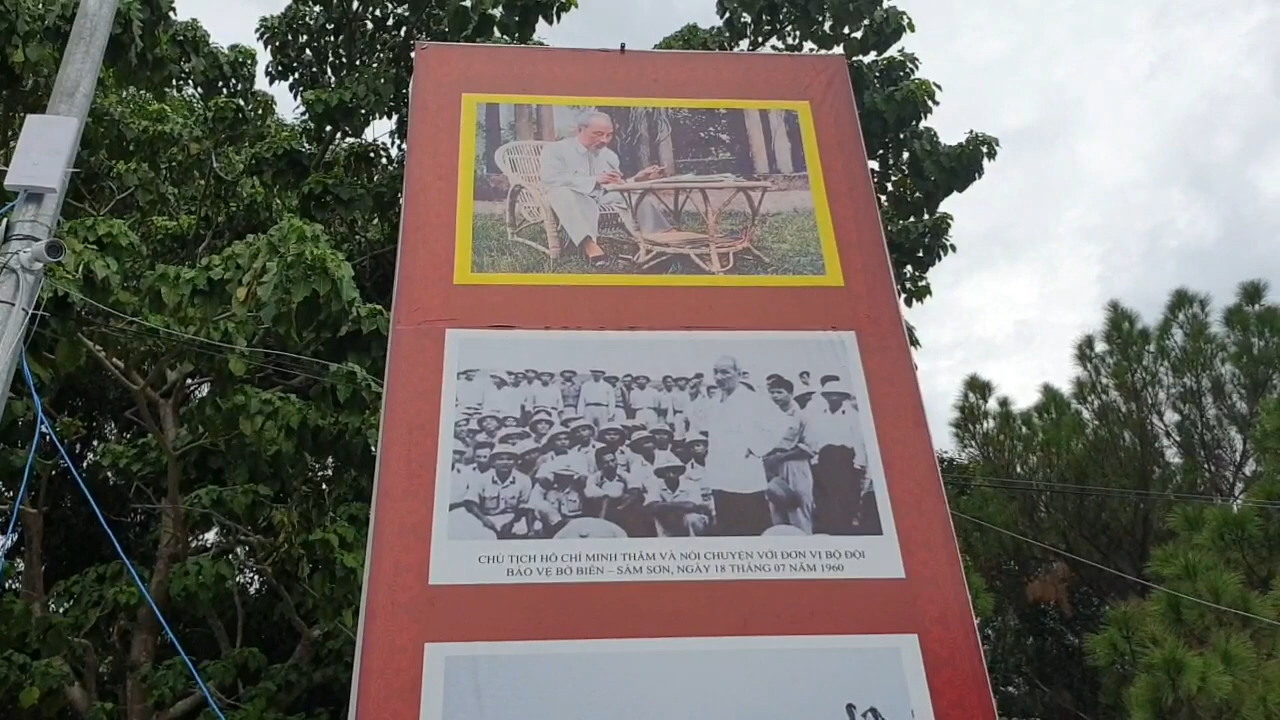 CHỦ TỊCH HỒ CHÍ MINH THĂM VÀ NÓI CHUYỆN VỚI ĐƠN VỊ BỘ ĐỘI
BẢO VỆ BỜ BIỂN – SẦM SƠN, NGÀY 18 THÁNG 07 NĂM 1960